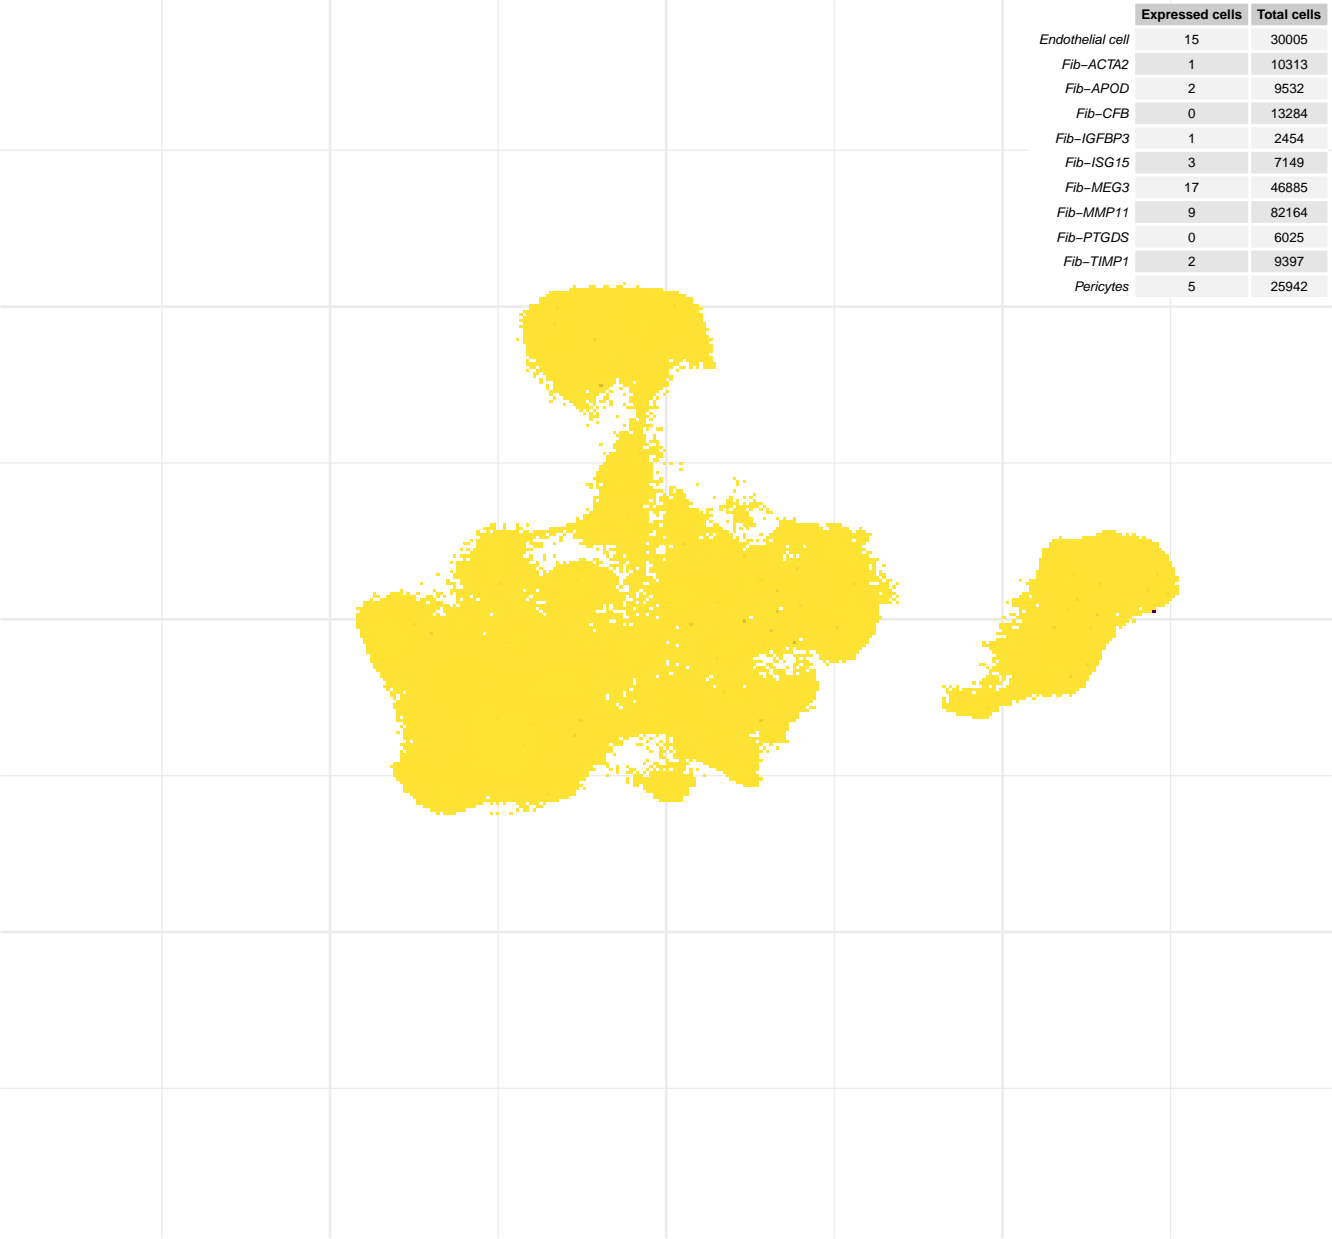 Expressed cells Total cells
Endothelial cell 15 30005
Fib−ACTA2 1 10313
Fib−APOD 2 9532
Fib−CFB 0 13284
Fib−IGFBP3 1 2454
Fib−ISG15 3 7149
Fib−MEG3 17 46885
Fib−MMP11 9 82164
Fib−PTGDS 0 6025
Fib−TIMP1 2 9397
Pericytes 5 25942